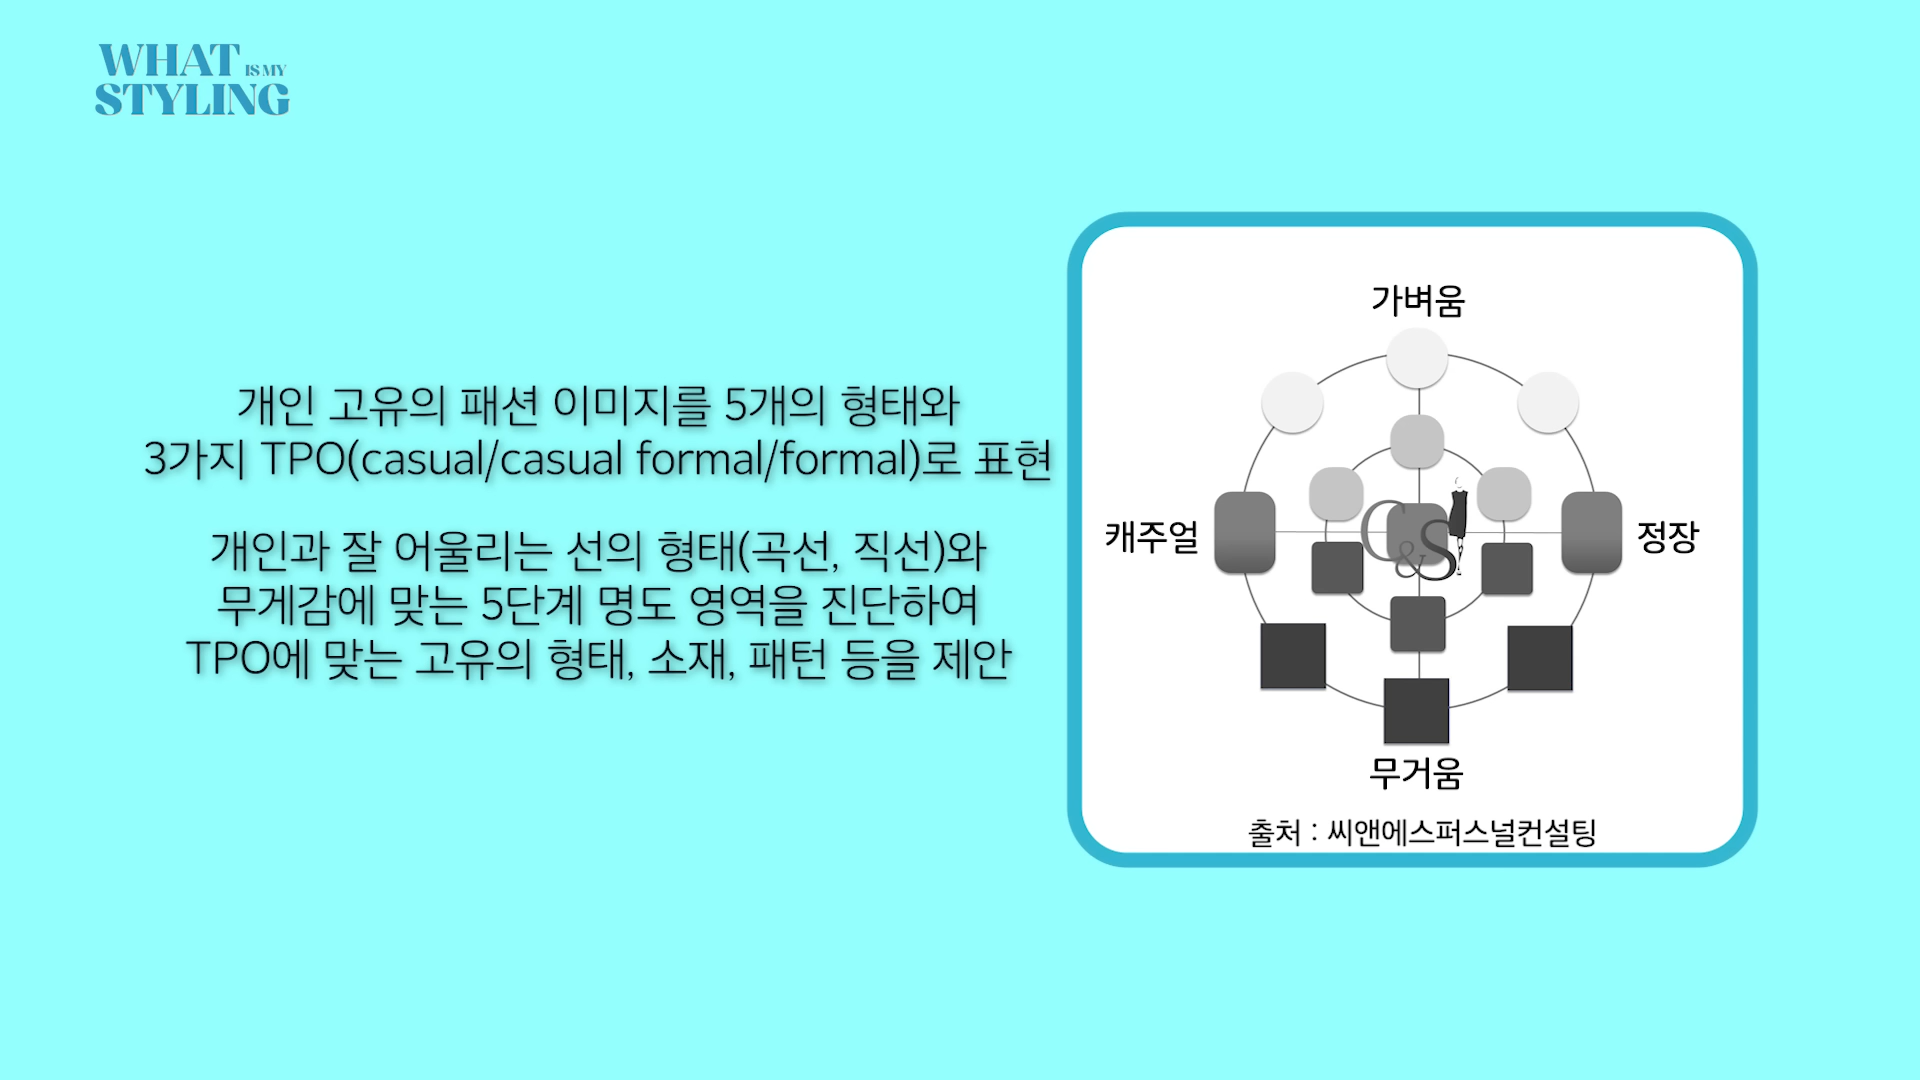 WHAT IS MY
STYLING
개인 고유의 패션 이미지를 5개의 형태와
3가지 TPO(casual/casual formal/formal)로 표현
개인과 잘 어울리는 선의 형태(곡선, 직선)와
무게감에 맞는 5단계 명도 영역을 진단하여
TPO에 맞는 고유의 형태, 소재, 패턴 등을 제안
가벼움
캐주얼
C&S
정장
무거움
출처 : 씨앤에스퍼스널컨설팅